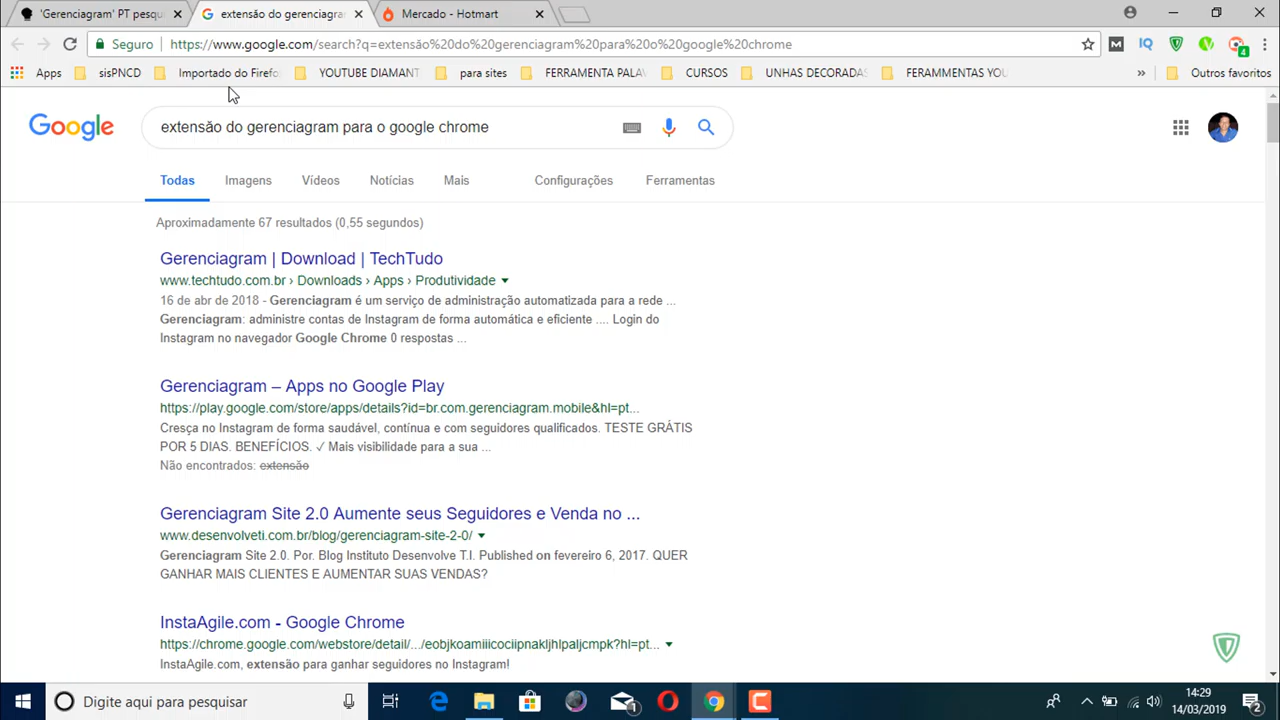 'Gerenciagram' PT pesqu
extensão do gerenciagra
Mercado - Hotmart
Seguro
https://www.google.com/search?q=extensão%20do%20gerenciagram%20para%20o%20google%20chrome
M
IQ
4
Apps
sisPNCD
Importado do Firefo
YOUTUBE DIAMANT
para sites
FERRAMENTA PALA
CURSOS
UNHAS DECORADAS
FERAMMENTAS YOU
»
Outros favoritos
Google
extensão do gerenciagram para o google chrome
Todas
Imagens
Vídeos
Notícias
Mais
Configurações
Ferramentas
Aproximadamente 67 resultados (0,55 segundos)
Gerenciagram | Download | TechTudo
www.techtudo.com.br › Downloads › Apps › Produtividade
16 de abr de 2018 - Gerenciagram é um serviço de administração automatizada para a rede ...
Gerenciagram: administre contas de Instagram de forma automática e eficiente .... Login do
Instagram no navegador Google Chrome 0 respostas ...
Gerenciagram – Apps no Google Play
https://play.google.com/store/apps/details?id=br.com.gerenciagram.mobile&hl=pt...
Cresça no Instagram de forma saudável, contínua e com seguidores qualificados. TESTE GRÁTIS
POR 5 DIAS. BENEFÍCIOS. ✓ Mais visibilidade para a sua ...
Não encontrados: extensão
Gerenciagram Site 2.0 Aumente seus Seguidores e Venda no ...
www.desenvolveti.com.br/blog/gerenciagram-site-2-0/
Gerenciagram Site 2.0. Por. Blog Instituto Desenvolve T.I. Published on fevereiro 6, 2017. QUER
GANHAR MAIS CLIENTES E AUMENTAR SUAS VENDAS?
InstaAgile.com - Google Chrome
https://chrome.google.com/webstore/detail/.../eobjkoamiiicociipnakljhlpaljcmpk?hl=pt...
InstaAgile.com, extensão para ganhar seguidores no Instagram!
Digite aqui para pesquisar
1
14:29
14/03/2019
2